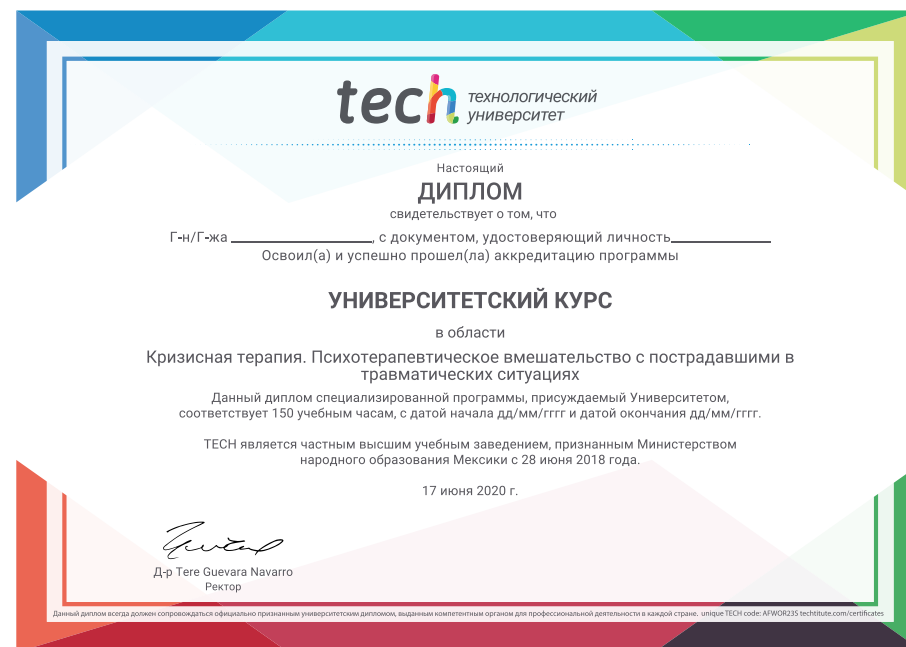 tech технологический
университет
Настоящий
ДИПЛОМ
свидетельствует о том, что
Г-н/Г-жа ____________________, с документом, удостоверяющий личность______________
Освоил(а) и успешно прошел(ла) аккредитацию программы
УНИВЕРСИТЕТСКИЙ КУРС
в области
Кризисная терапия. Психотерапевтическое вмешательство с пострадавшими в
травматических ситуациях
Данный диплом специализированной программы, присуждаемый Университетом,
соответствует 150 учебным часам, с датой начала дд/мм/гггг и датой окончания дд/мм/гггг.
TECH является частным высшим учебным заведением, признанным Министерством
народного образования Мексики с 28 июня 2018 года.
17 июня 2020 г.
Д-р Tere Guevara Navarro
Ректор
Данный диплом всегда должен сопровождаться официально признанным университетским дипломом, выданным компетентным органом для профессиональной деятельности в каждой стране. unique TECH code: AFWOR23S techtitute.com/certificates